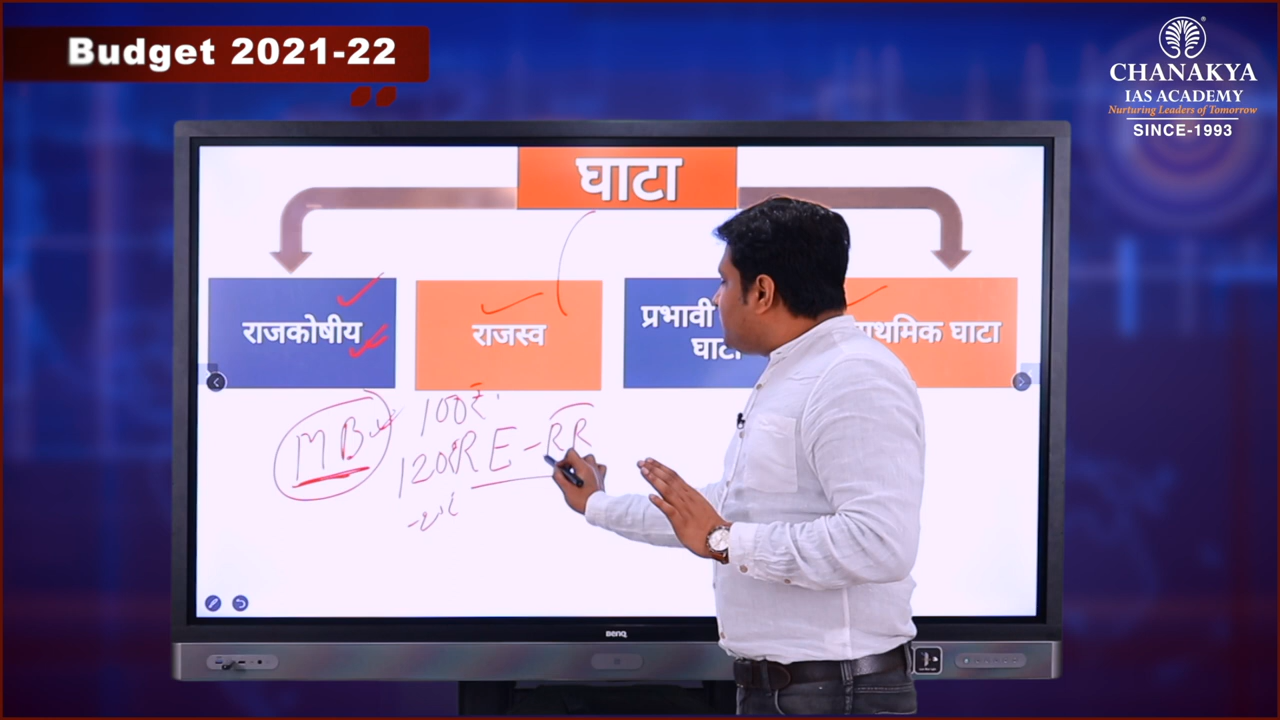 Budget 2021-22
CHANAKYA
IAS ACADEMY
Nurturing Leaders of Tomorrow
SINCE-1993
घाटा
राजकोषीय
राजस्व
प्रभावी
घाटा
घाटा
MB
100₹
120₹
RE-RR
BenQ